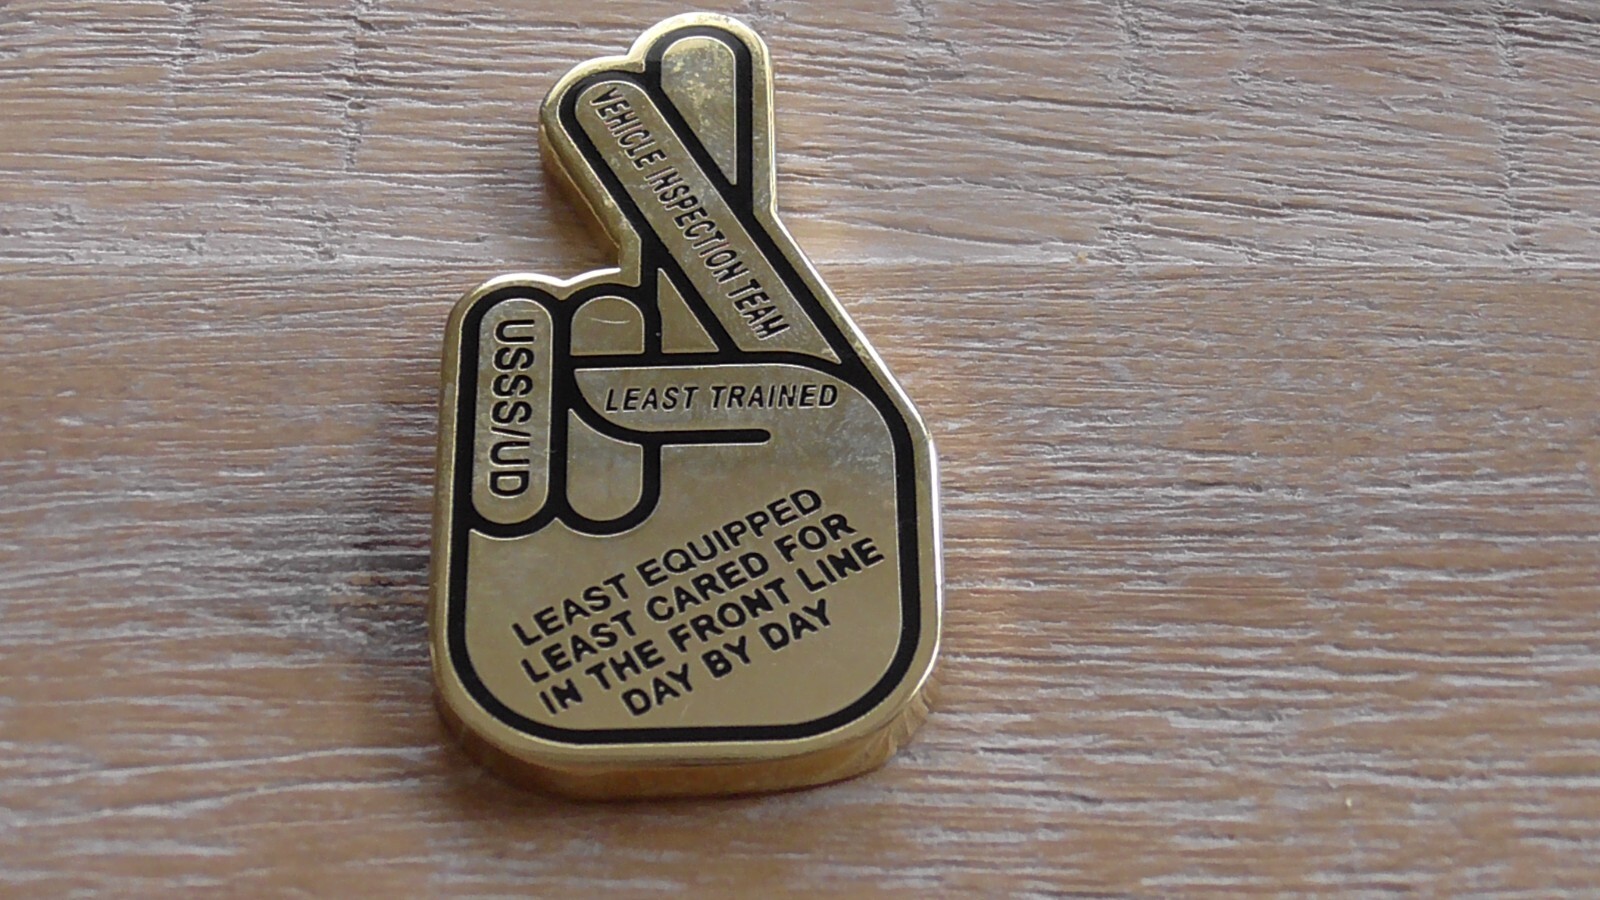 VEHICLE INSPECTION TEAM
USSS/UD
LEAST TRAINED
LEAST EQUIPPED
LEAST CARED FOR
IN THE FRONT LINE
DAY BY DAY